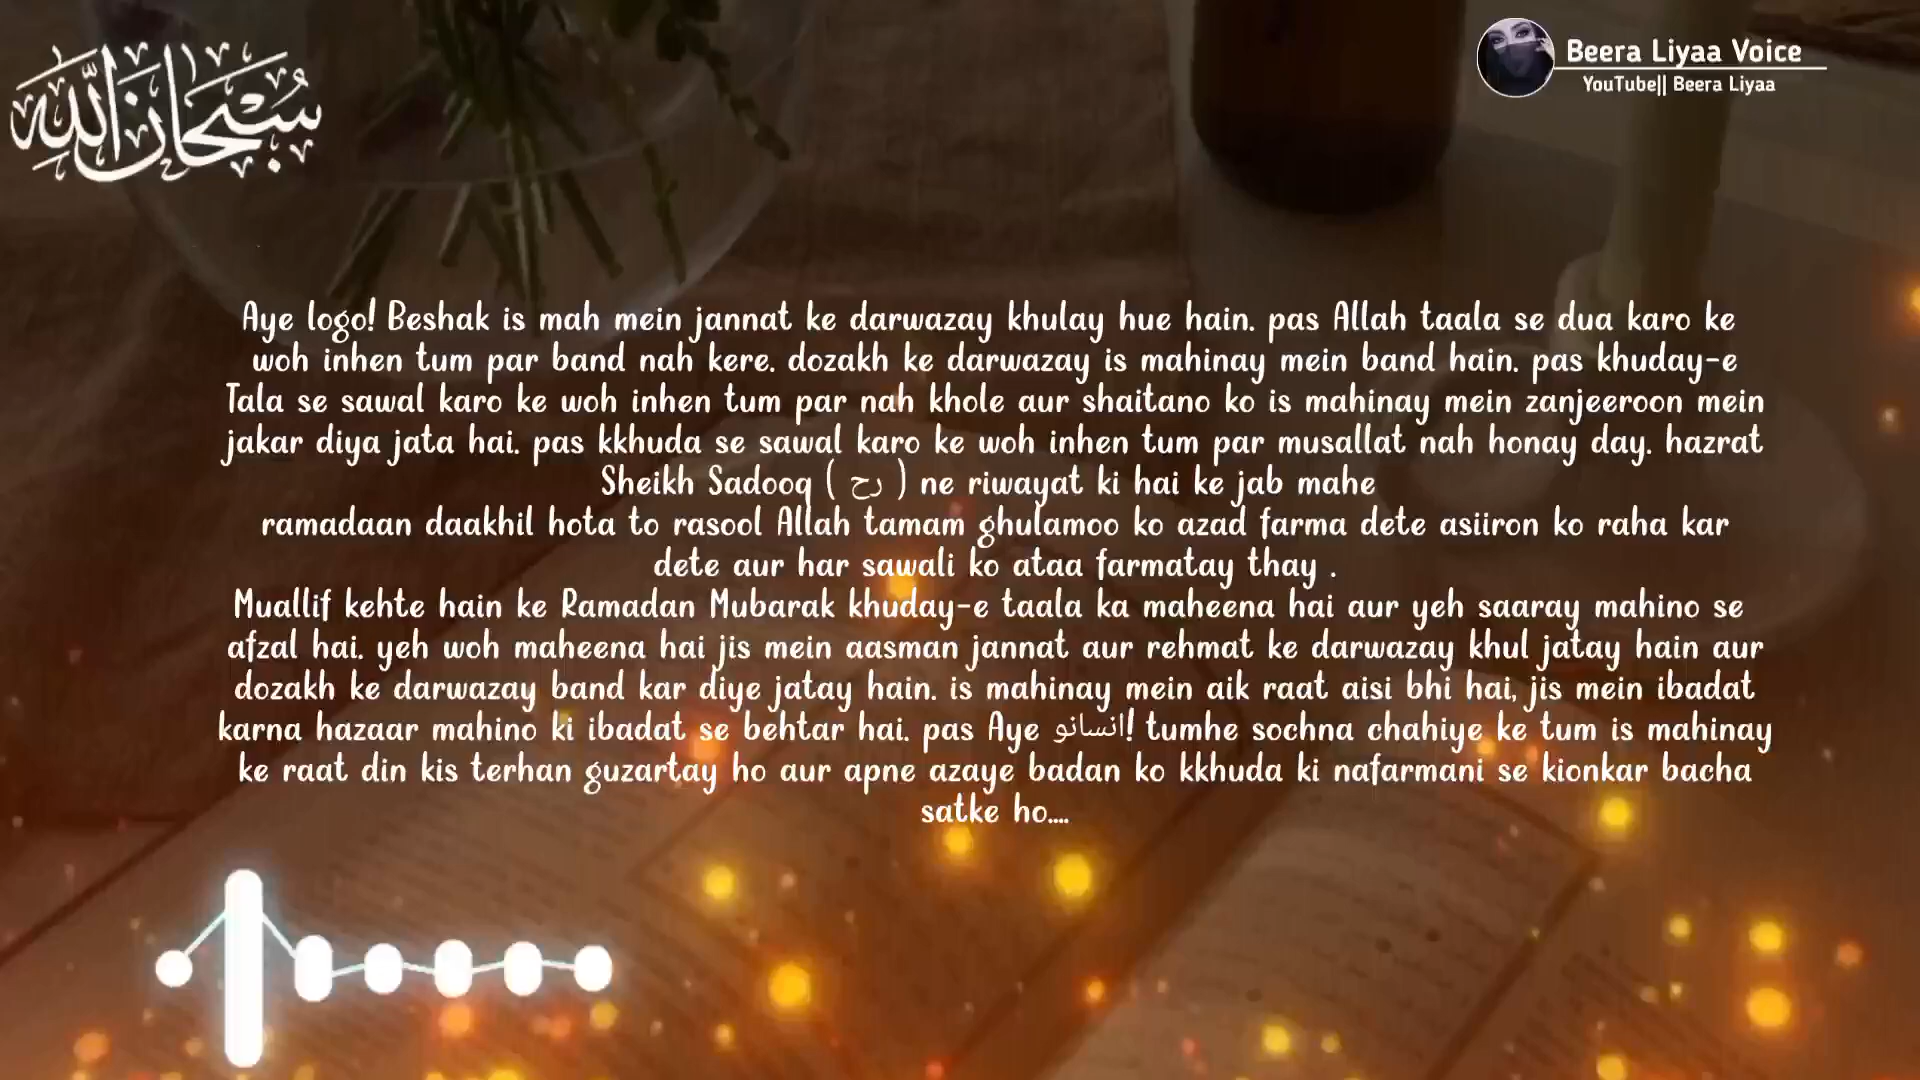 سُبْحَانَ اللَّهِ
Beera Liyaa Voice
YouTube|| Beera Liyaa
Aye logo! Beshak is mah mein jannat ke darwazay khulay hue hain. pas Allah taala se dua karo ke
woh inhen tum par band nah kere. dozakh ke darwazay is mahinay mein band hain. pas khuday-e
Tala se sawal karo ke woh inhen tum par nah khole aur shaitano ko is mahinay mein zanjeeroon mein
jakar diya jata hai. pas kkhuda se sawal karo ke woh inhen tum par musallat nah honay day. hazrat
Sheikh Sadooq ( رح ) ne riwayat ki hai ke jab mahe
ramadaan daakhil hota to rasool Allah tamam ghulamoo ko azad farma dete asiiron ko raha kar
dete aur har sawali ko ataa farmatay thay .
Muallif kehte hain ke Ramadan Mubarak khuday-e taala ka maheena hai aur yeh saaray mahino se
afzal hai. yeh woh maheena hai jis mein aasman jannat aur rehmat ke darwazay khul jatay hain aur
dozakh ke darwazay band kar diye jatay hain. is mahinay mein aik raat aisi bhi hai, jis mein ibadat
karna hazaar mahino ki ibadat se behtar hai. pas Aye انسانو! tumhe sochna chahiye ke tum is mahinay
ke raat din kis terhan guzartay ho aur apne azaye badan ko kkhuda ki nafarmani se kionkar bacha
satke ho....